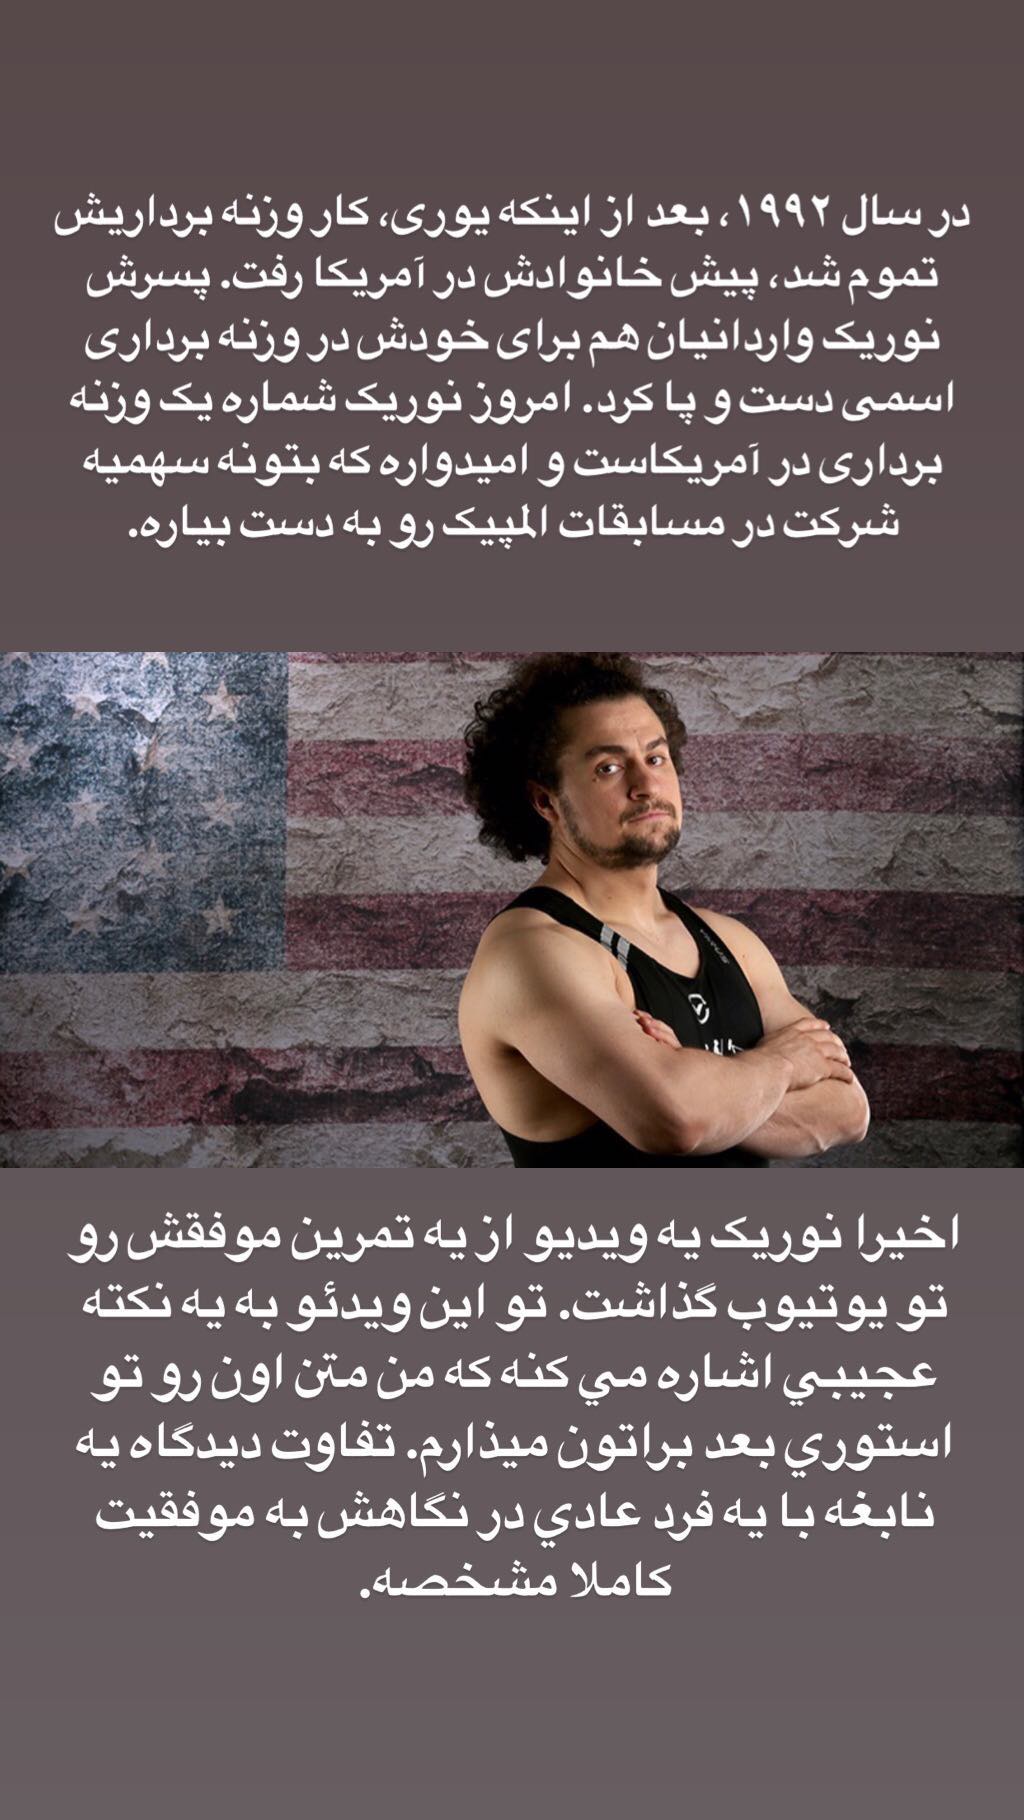 در سال ۱۹۹۲، بعد از اینکه یوری، کار وزنه برداریش
تموم شد، پیش خانوادش در آمریکا رفت. پسرش
نوریک واردانیان هم برای خودش در وزنه برداری
اسمی دست و پا کرد. امروز نوریک شماره یک وزنه
برداری در آمریکاست و امیدواره که بتونه سهمیه
شرکت در مسابقات المپیک رو به دست بیاره.
اخیرا نوریک یه ویدیو از یه تمرین موفقش رو
تو یوتیوب گذاشت. تو این ویدئو به یه نکته
عجيبي اشاره مي کنه که من متن اون رو تو
استوري بعد براتون میذارم. تفاوت دیدگاه یه
نابغه با یه فرد عادي در نگاهش به موفقیت
کاملا مشخصه.